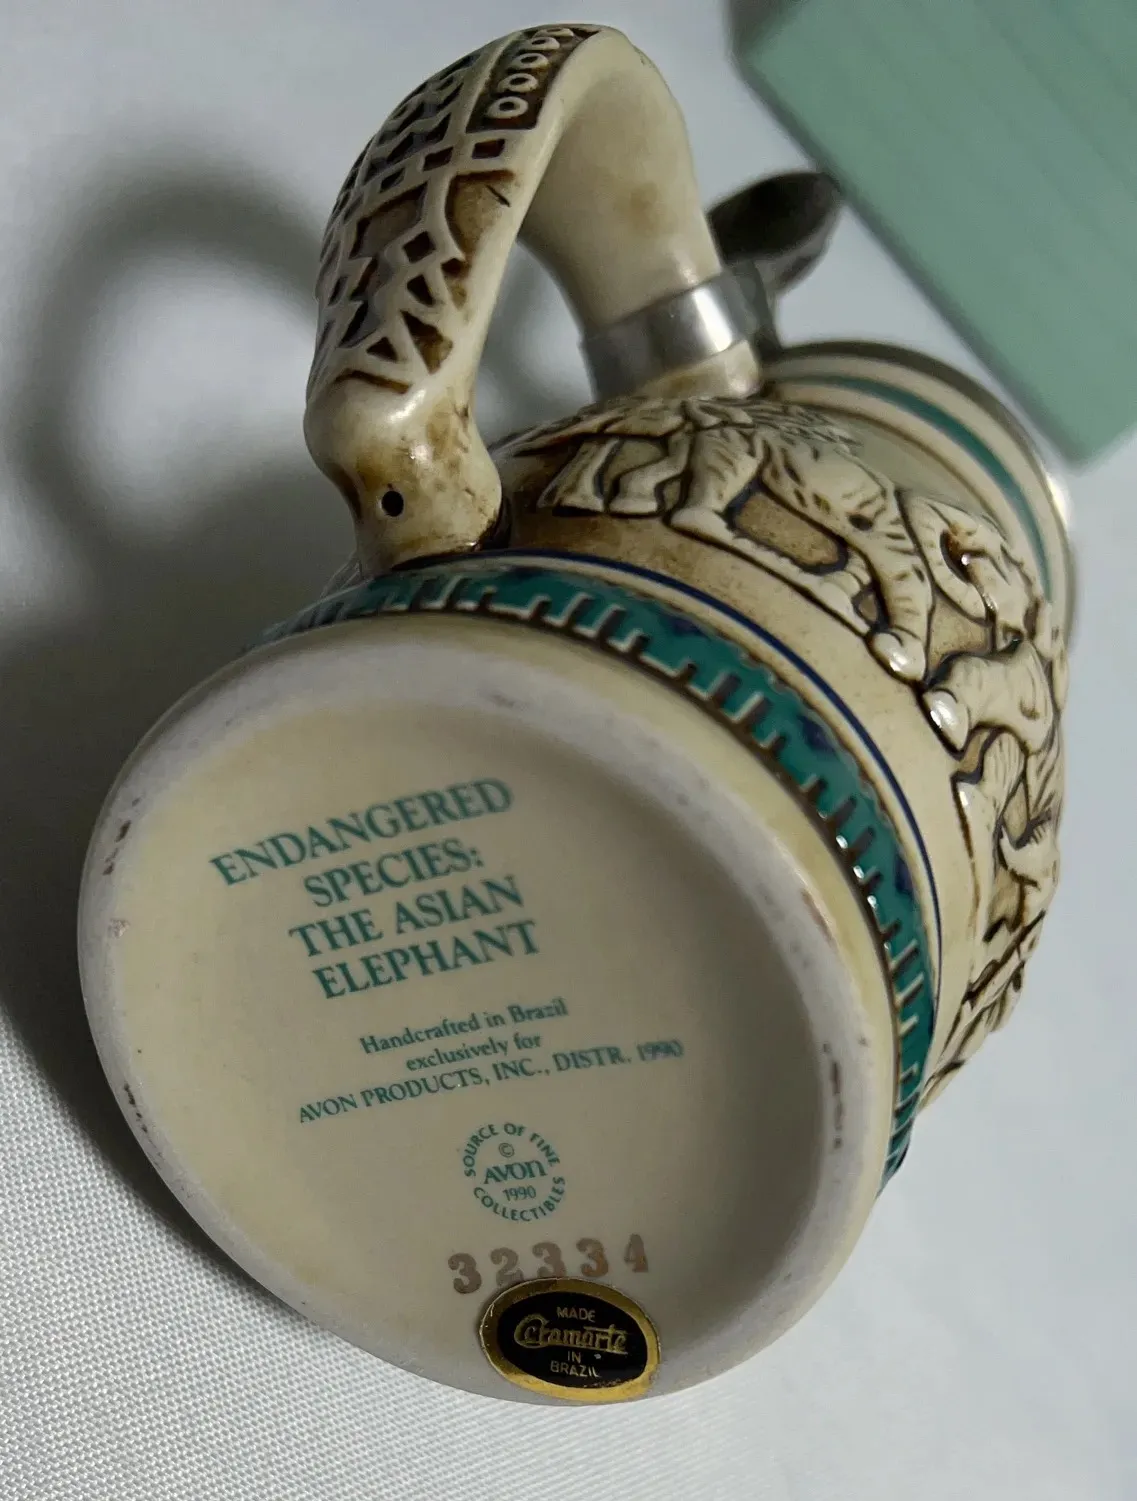 ENDANGERED
SPECIES:
THE ASIAN
ELEPHANT
Handcrafted in Brazil
exclusively for
AVON PRODUCTS, INC., DISTR. 1990
SOURCE OF FINE
©
AVON
1990
COLLECTIBLES
32334
MADE
Ceramarte
IN
BRAZIL